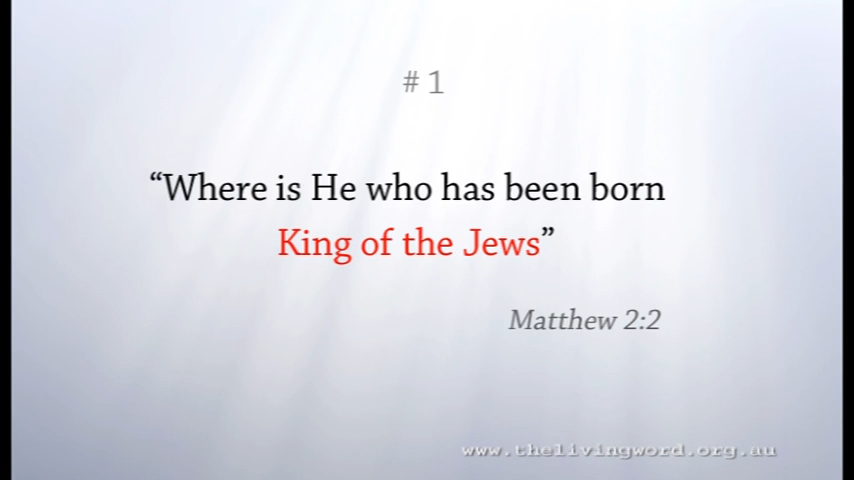 # 1
“Where is He who has been born
King of the Jews”
Matthew 2:2
www.thelivingword.org.au